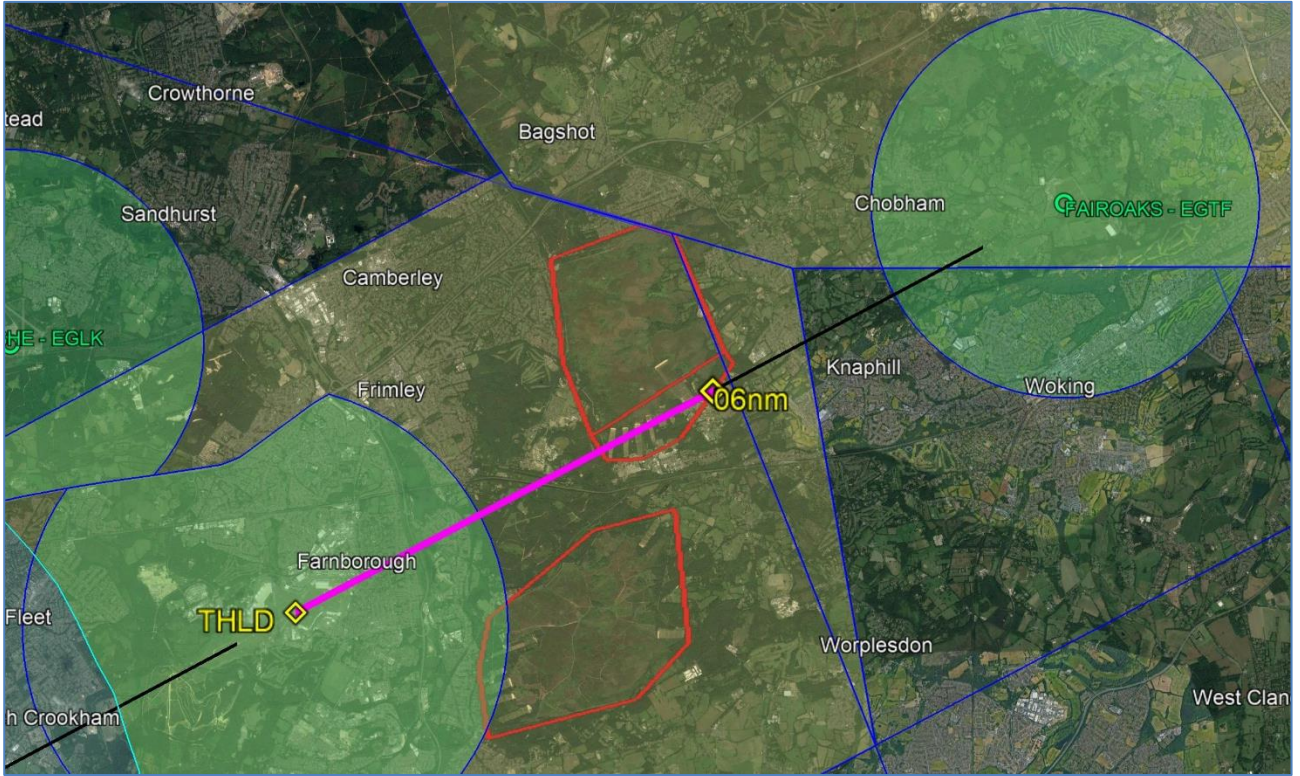 Crowthorne
tead
Bagshot
Sandhurst
Chobham
FAIROAKS - EGTF
Camberley
HE - EGLK
Frimley
Knaphill
06nm
Woking
Farnborough
THLD
Fleet
Worplesdon
West Clan
h Crookham